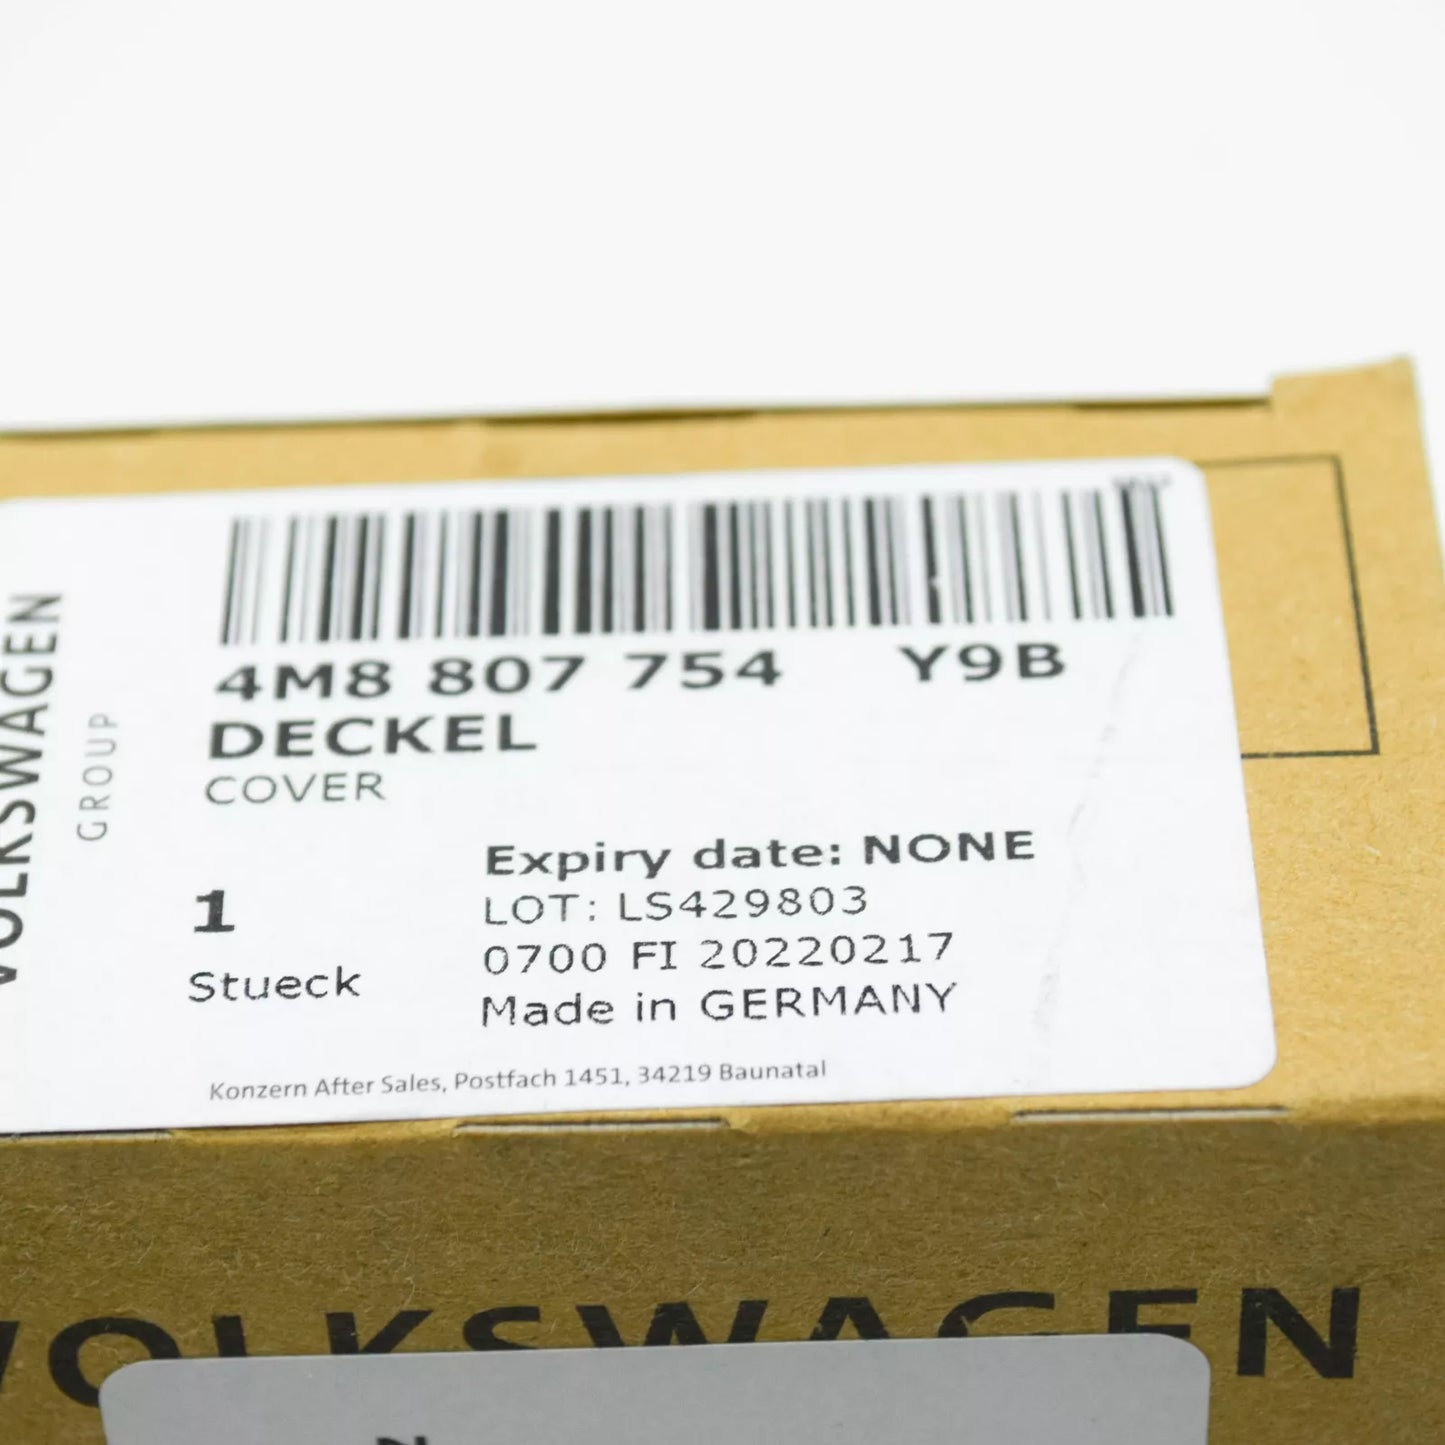 VOLKSWAGEN
GROUP
4M8 807 754 Y9B
DECKEL
COVER
1
Stueck
Expiry date: NONE
LOT: LS429803
0700 FI 20220217
Made in GERMANY
Konzern After Sales, Postfach 1451, 34219 Baunatal
VOLKSWAGEN